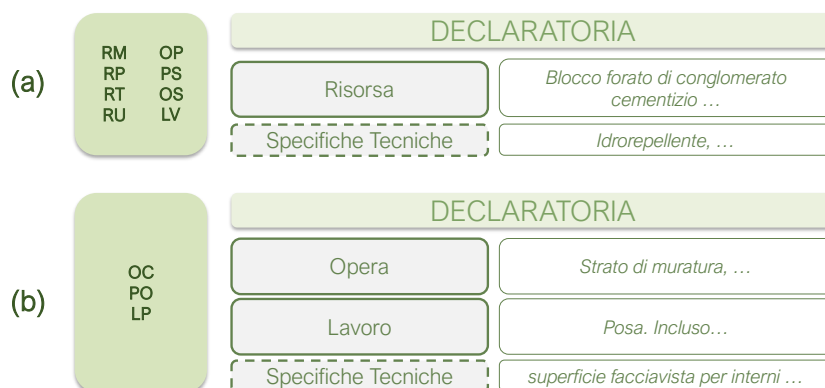 (a)
RM OP
RP PS
RT OS
RU LV
DECLARATORIA
Risorsa
Blocco forato di conglomerato
cementizio ...
Specifiche Tecniche
Idrorepellente, ...
(b)
OC
PO
LP
DECLARATORIA
Opera
Strato di muratura, ...
Lavoro
Posa. Incluso...
Specifiche Tecniche
superficie facciavista per interni ...